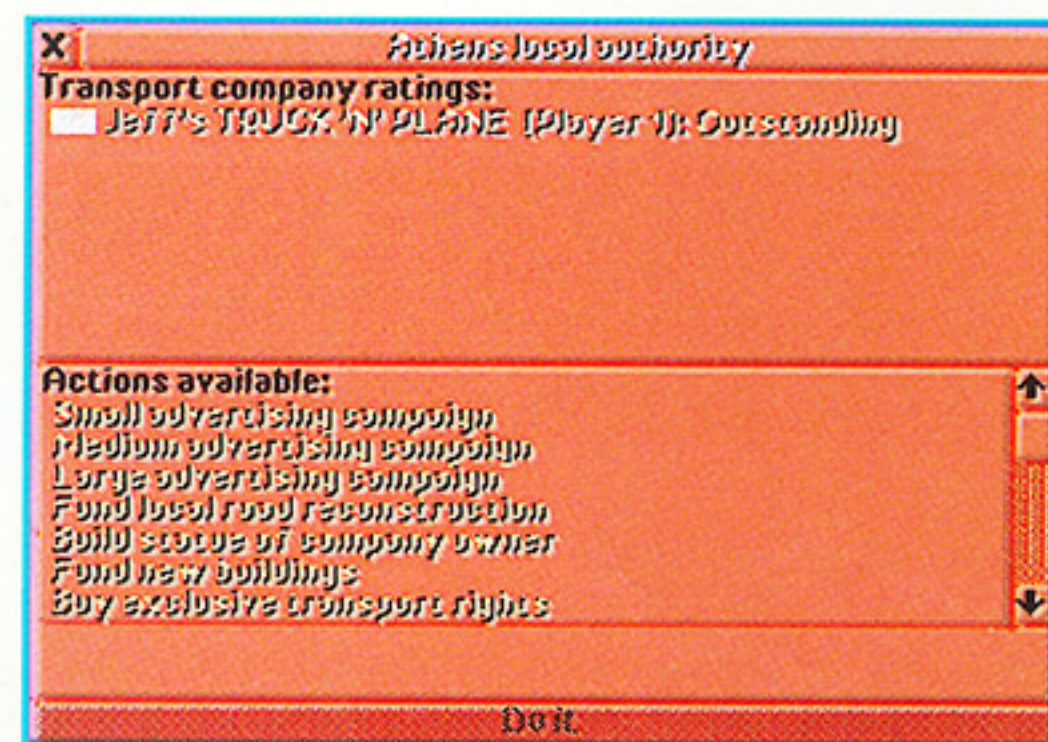 X Athens local authority
Transport company ratings:
Jeff's TRUCK 'N' PLANE (Player 1): Outstanding
Actions available:
Small advertising campaign
Medium advertising campaign
Large advertising campaign
Fund local road reconstruction
Build statue of company owner
Fund new buildings
Buy exclusive transport rights
Do it